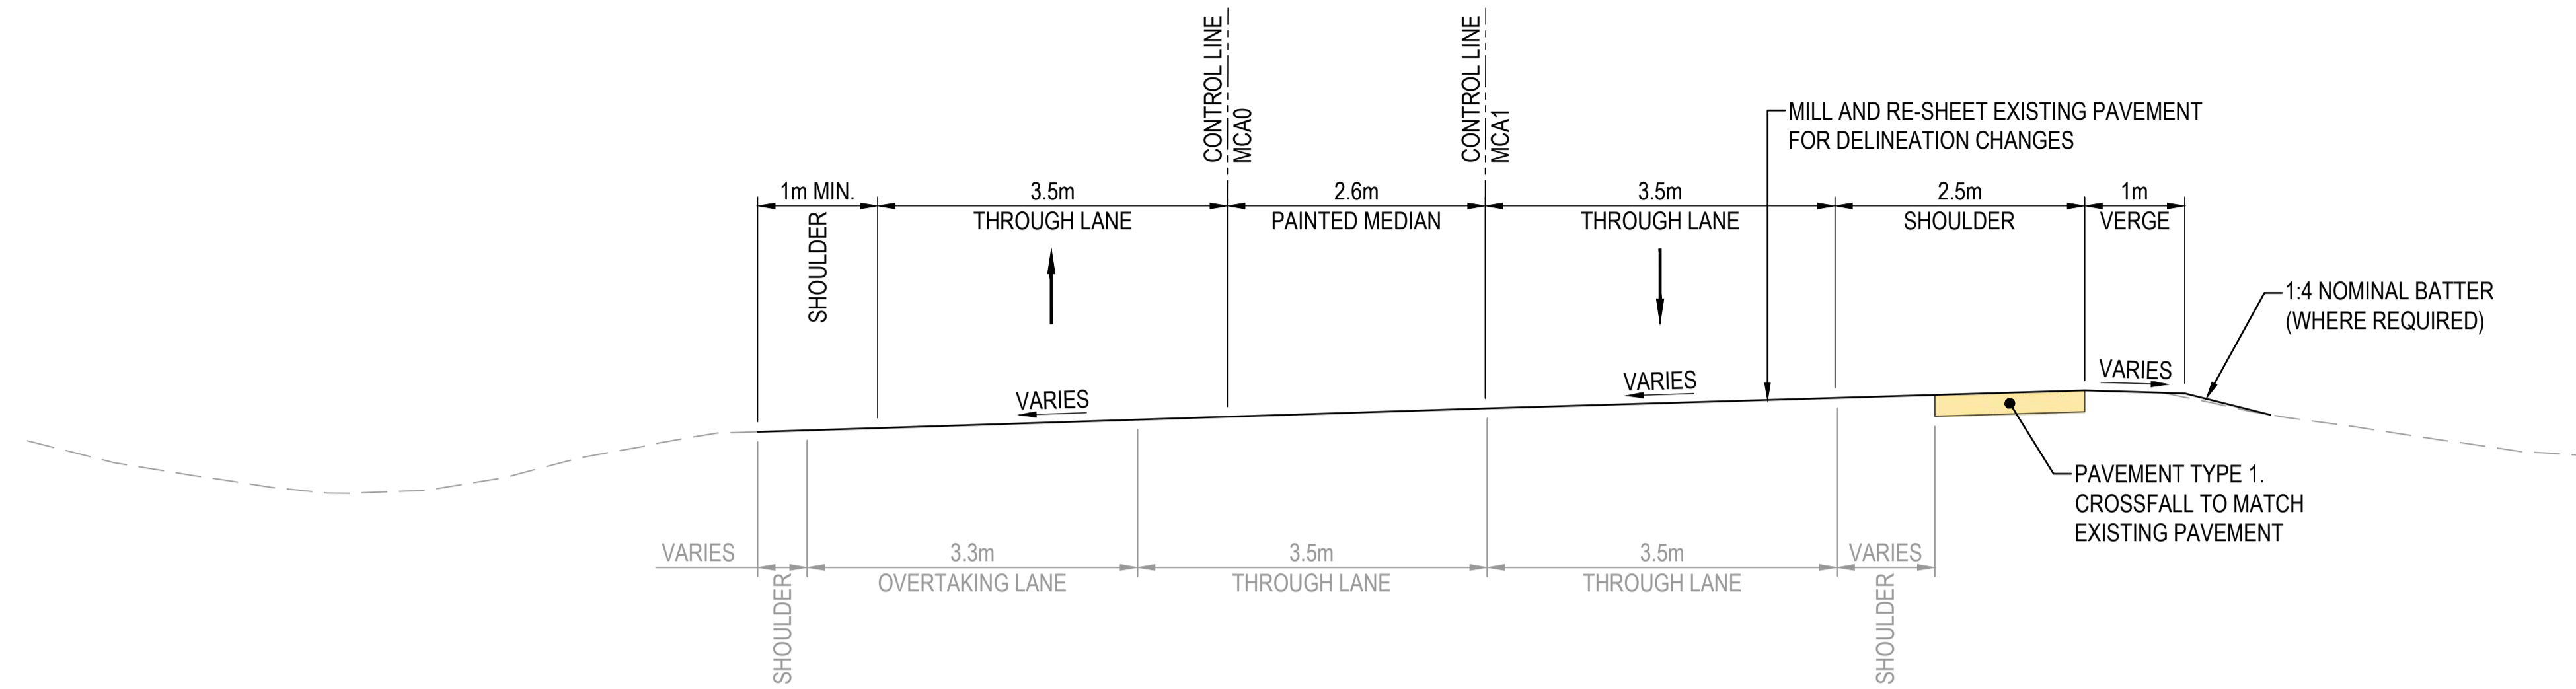 CONTROL LINE
MCA0
CONTROL LINE
MCA1
MILL AND RE-SHEET EXISTING PAVEMENT
FOR DELINEATION CHANGES
1m MIN.
SHOULDER
3.5m
THROUGH LANE
2.6m
PAINTED MEDIAN
3.5m
THROUGH LANE
2.5m
SHOULDER
1m
VERGE
1:4 NOMINAL BATTER
(WHERE REQUIRED)
VARIES
VARIES
VARIES
PAVEMENT TYPE 1.
CROSSFALL TO MATCH
EXISTING PAVEMENT
VARIES
SHOULDER
3.3m
OVERTAKING LANE
3.5m
THROUGH LANE
3.5m
THROUGH LANE
VARIES
SHOULDER